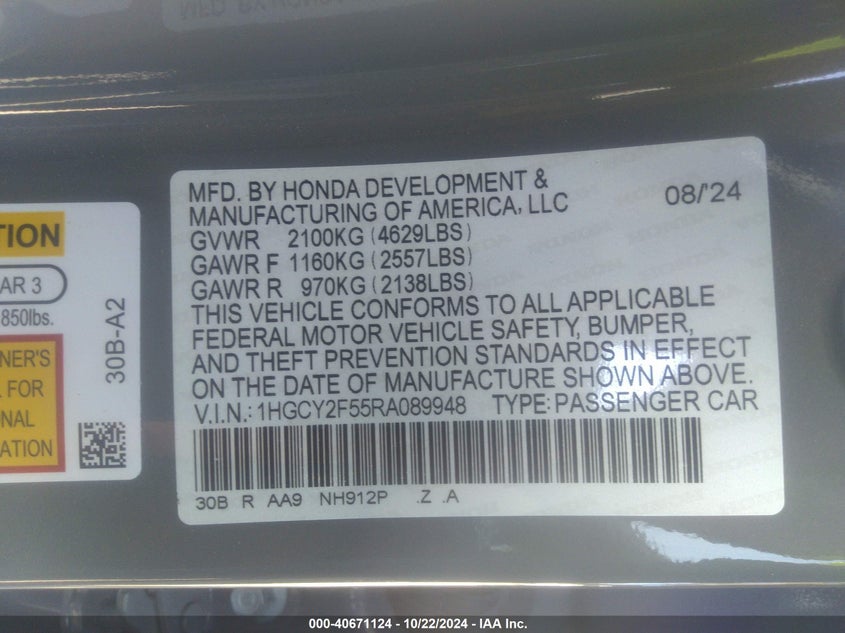 MFD. BY HONDA DEVELOPMENT &
MANUFACTURING OF AMERICA, LLC 08/'24
GVWR 2100KG (4629LBS)
GAWR F 1160KG (2557LBS)
GAWR R 970KG (2138LBS)
THIS VEHICLE CONFORMS TO ALL APPLICABLE
FEDERAL MOTOR VEHICLE SAFETY, BUMPER,
AND THEFT PREVENTION STANDARDS IN EFFECT
ON THE DATE OF MANUFACTURE SHOWN ABOVE.
V.I.N.: 1HGCY2F55RA089948 TYPE: PASSENGER CAR
30B R AA9 NH912P .Z .A
TION
AR 3
850lbs.
NER'S
L FOR
ONAL
ATION
30B-A2
000-40671124 - 10/22/2024 - IAA Inc.